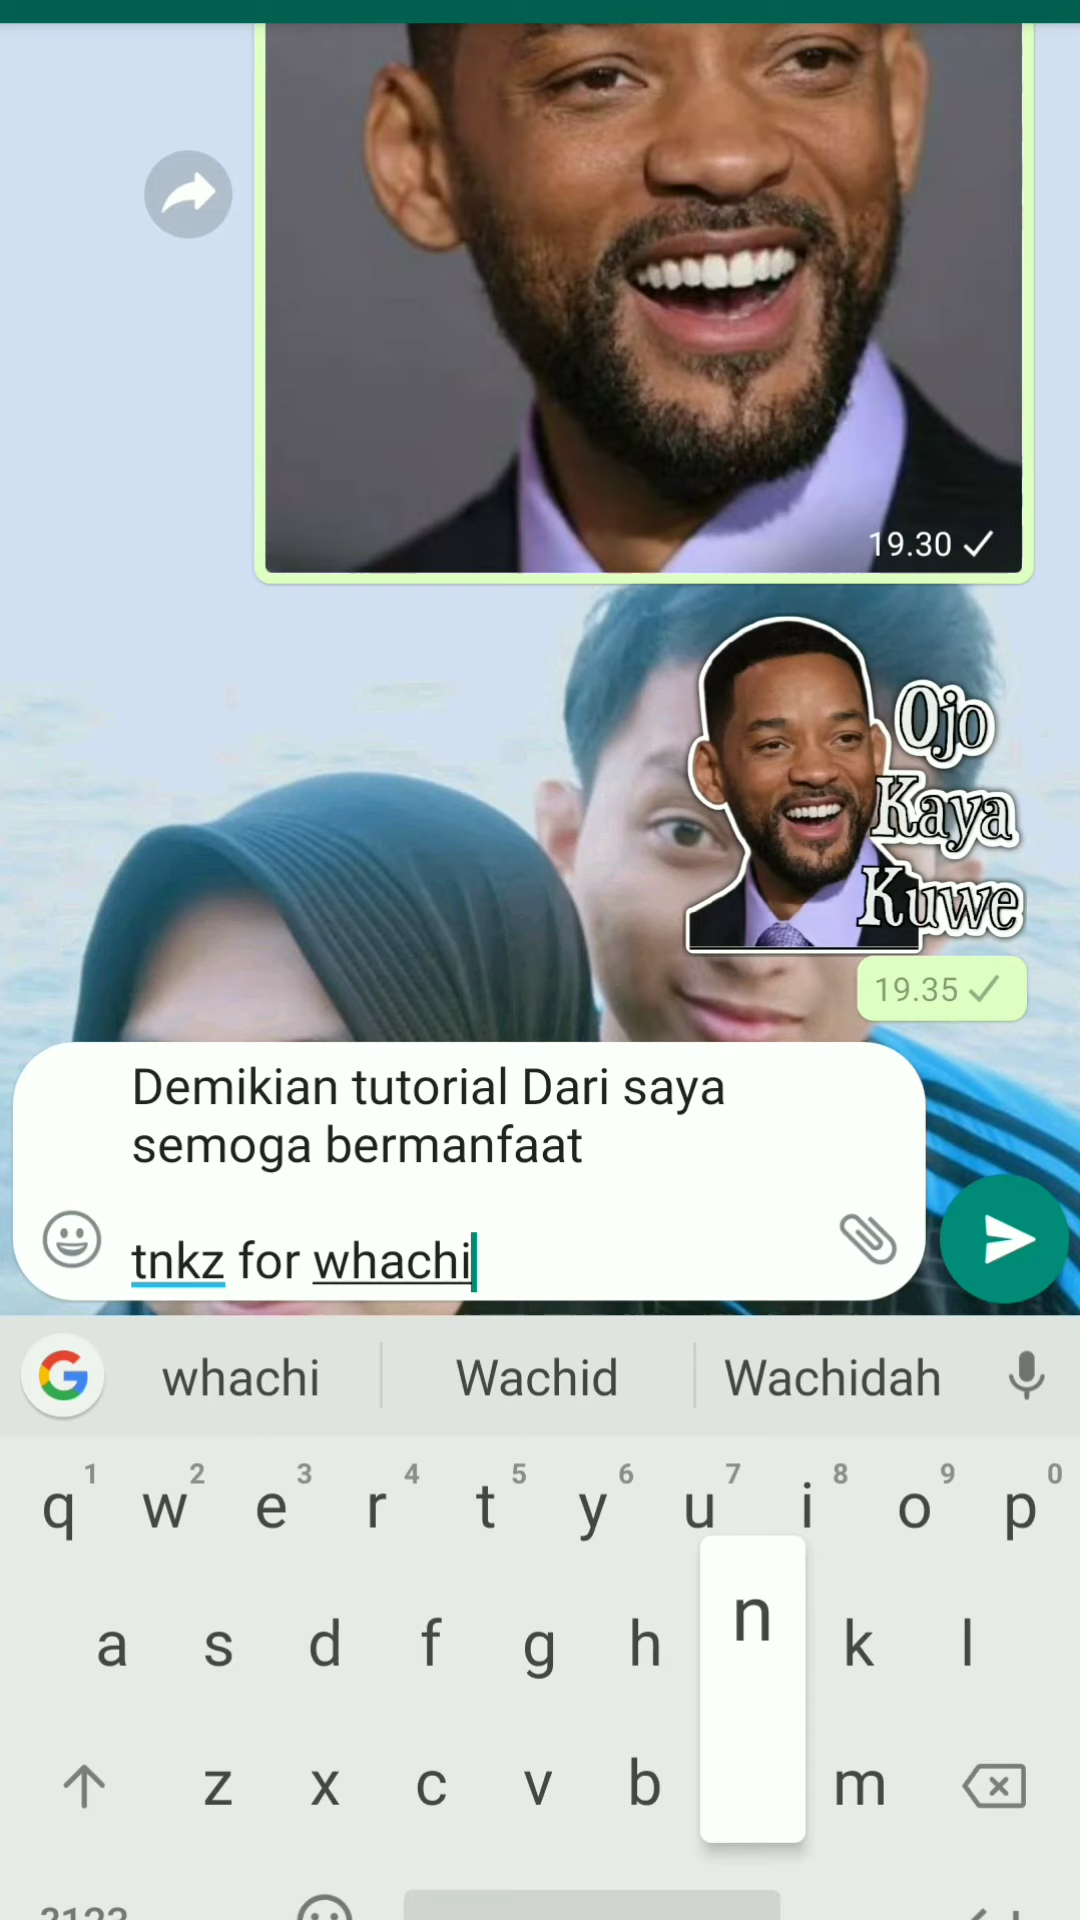 19.30
Ojo
Kaya
Kuwe
19.35
Demikian tutorial Dari saya
semoga bermanfaat
tnkz for whachi
whachi Wachid Wachidah
1 2 3 4 5 6 7 8 9 0
q w e r t y u i o p
a s d f g h n k l
z x c v b m